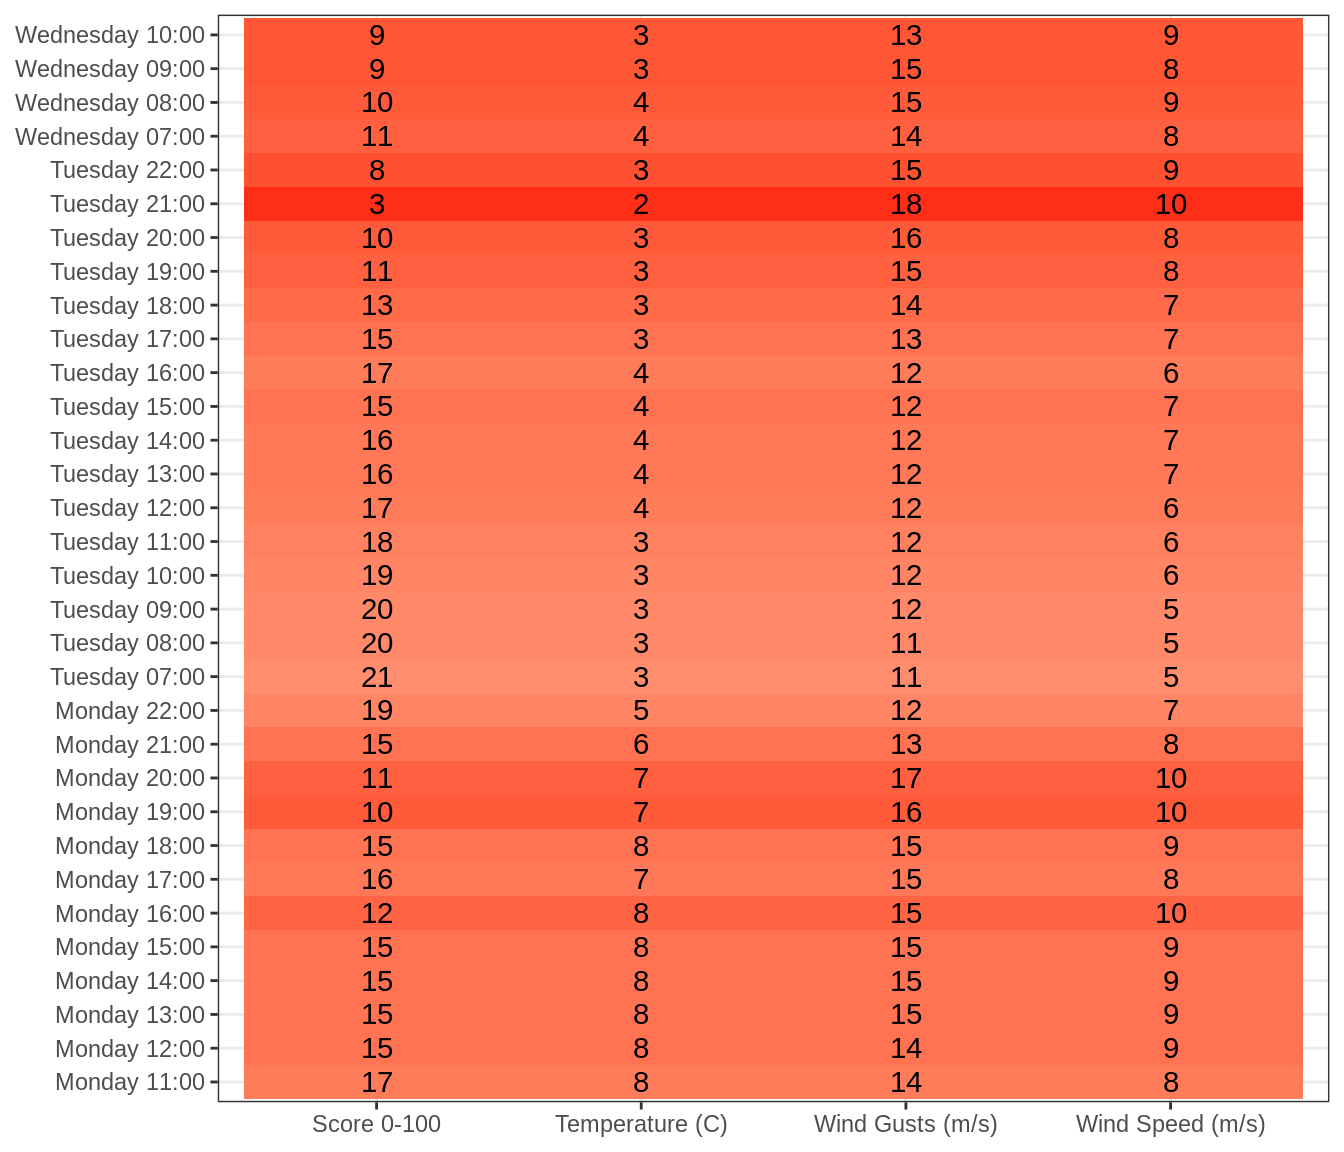 Wednesday 10:00 9 3 13 9
Wednesday 09:00 9 3 15 8
Wednesday 08:00 10 4 15 9
Wednesday 07:00 11 4 14 8
Tuesday 22:00 8 3 15 9
Tuesday 21:00 3 2 18 10
Tuesday 20:00 10 3 16 8
Tuesday 19:00 11 3 15 8
Tuesday 18:00 13 3 14 7
Tuesday 17:00 15 3 13 7
Tuesday 16:00 17 4 12 6
Tuesday 15:00 15 4 12 7
Tuesday 14:00 16 4 12 7
Tuesday 13:00 16 4 12 7
Tuesday 12:00 17 4 12 6
Tuesday 11:00 18 3 12 6
Tuesday 10:00 19 3 12 6
Tuesday 09:00 20 3 12 5
Tuesday 08:00 20 3 11 5
Tuesday 07:00 21 3 11 5
Monday 22:00 19 5 12 7
Monday 21:00 15 6 13 8
Monday 20:00 11 7 17 10
Monday 19:00 10 7 16 10
Monday 18:00 15 8 15 9
Monday 17:00 16 7 15 8
Monday 16:00 12 8 15 10
Monday 15:00 15 8 15 9
Monday 14:00 15 8 15 9
Monday 13:00 15 8 15 9
Monday 12:00 15 8 14 9
Monday 11:00 17 8 14 8
Score 0-100 Temperature (C) Wind Gusts (m/s) Wind Speed (m/s)